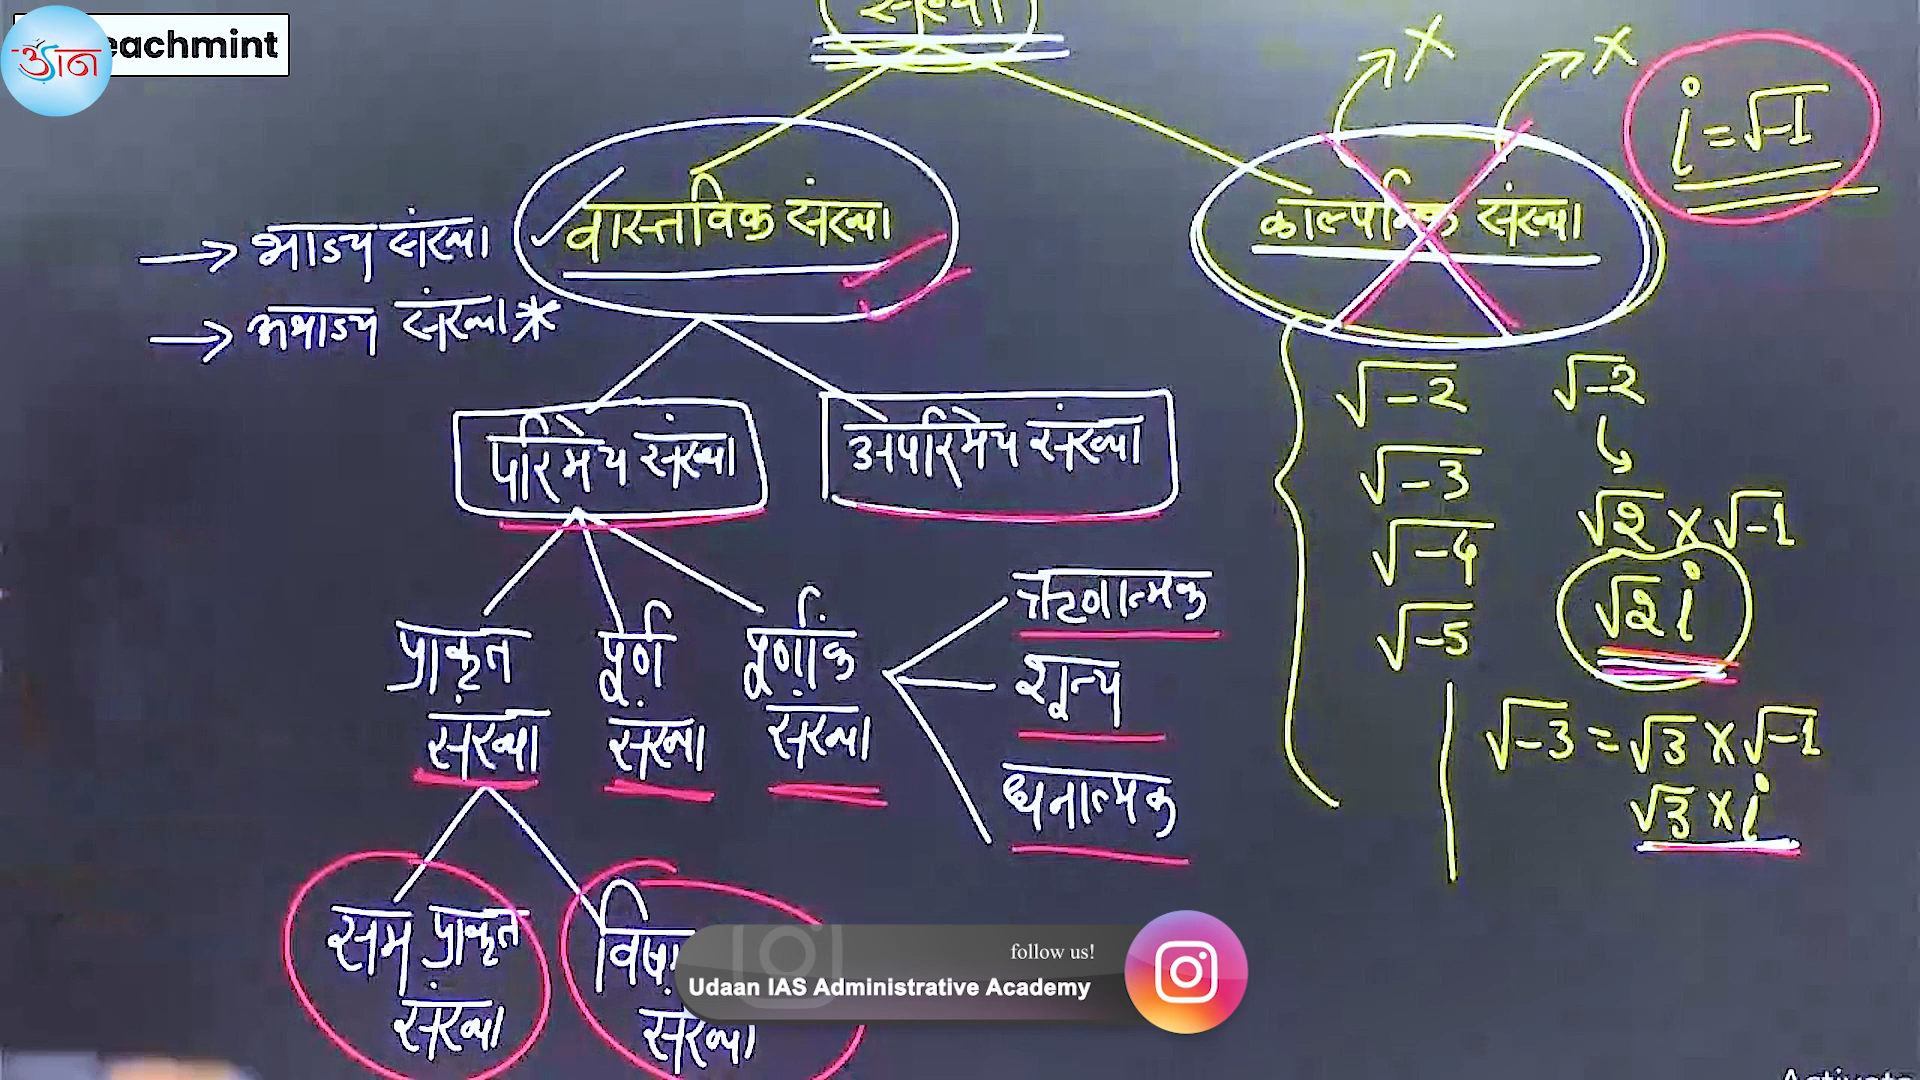 eachmint
संख्या
i = √-1
x
x
वास्तविक संख्या
काल्पनिक संख्या
→ भाज्य संख्या
→ अभाज्य संख्या *
परिमेय संख्या
अपरिमेय संख्या
प्राकृत संख्या
पूर्ण संख्या
पूर्णांक संख्या
ऋणात्मक
शून्य
धनात्मक
सम प्राकृत संख्या
संख्या
√-2
√-3
√-4
√-5
√-2
√2 x √-1
√2 i
√-3 = √3 x √-1
√3 x i
follow us!
Udaan IAS Administrative Academy